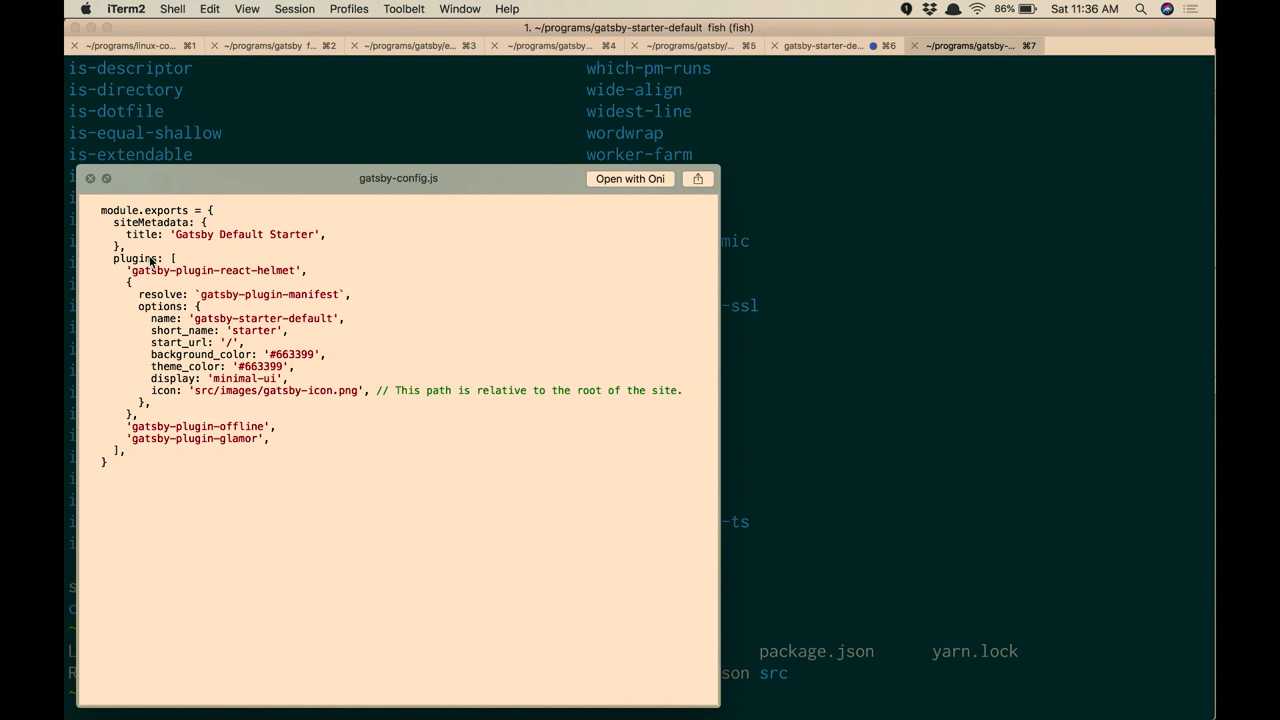 iTerm2 Shell Edit View Session Profiles Toolbelt Window Help 86% Sat 11:36 AM
1. ~/programs/gatsby-starter-default fish (fish)
~/programs/linux-co... ⌘1 ~/programs/gatsby f... ⌘2 ~/programs/gatsby/e... ⌘3 ~/programs/gatsby... ⌘4 ~/programs/gatsby/... ⌘5 gatsby-starter-de... ⌘6 ~/programs/gatsby-... ⌘7
is-descriptor which-pm-runs
is-directory wide-align
is-dotfile widest-line
is-equal-shallow wordwrap
is-extendable worker-farm
gatsby-config.js Open with Oni
module.exports = {
siteMetadata: {
title: 'Gatsby Default Starter',
},
plugins: [
'gatsby-plugin-react-helmet',
{
resolve: `gatsby-plugin-manifest`,
options: {
name: 'gatsby-starter-default',
short_name: 'starter',
start_url: '/',
background_color: '#663399',
theme_color: '#663399',
display: 'minimal-ui',
icon: 'src/images/gatsby-icon.png', // This path is relative to the root of the site.
},
},
'gatsby-plugin-offline',
'gatsby-plugin-glamor',
],
}
mic
-ssl
-ts
package.json yarn.lock
son src